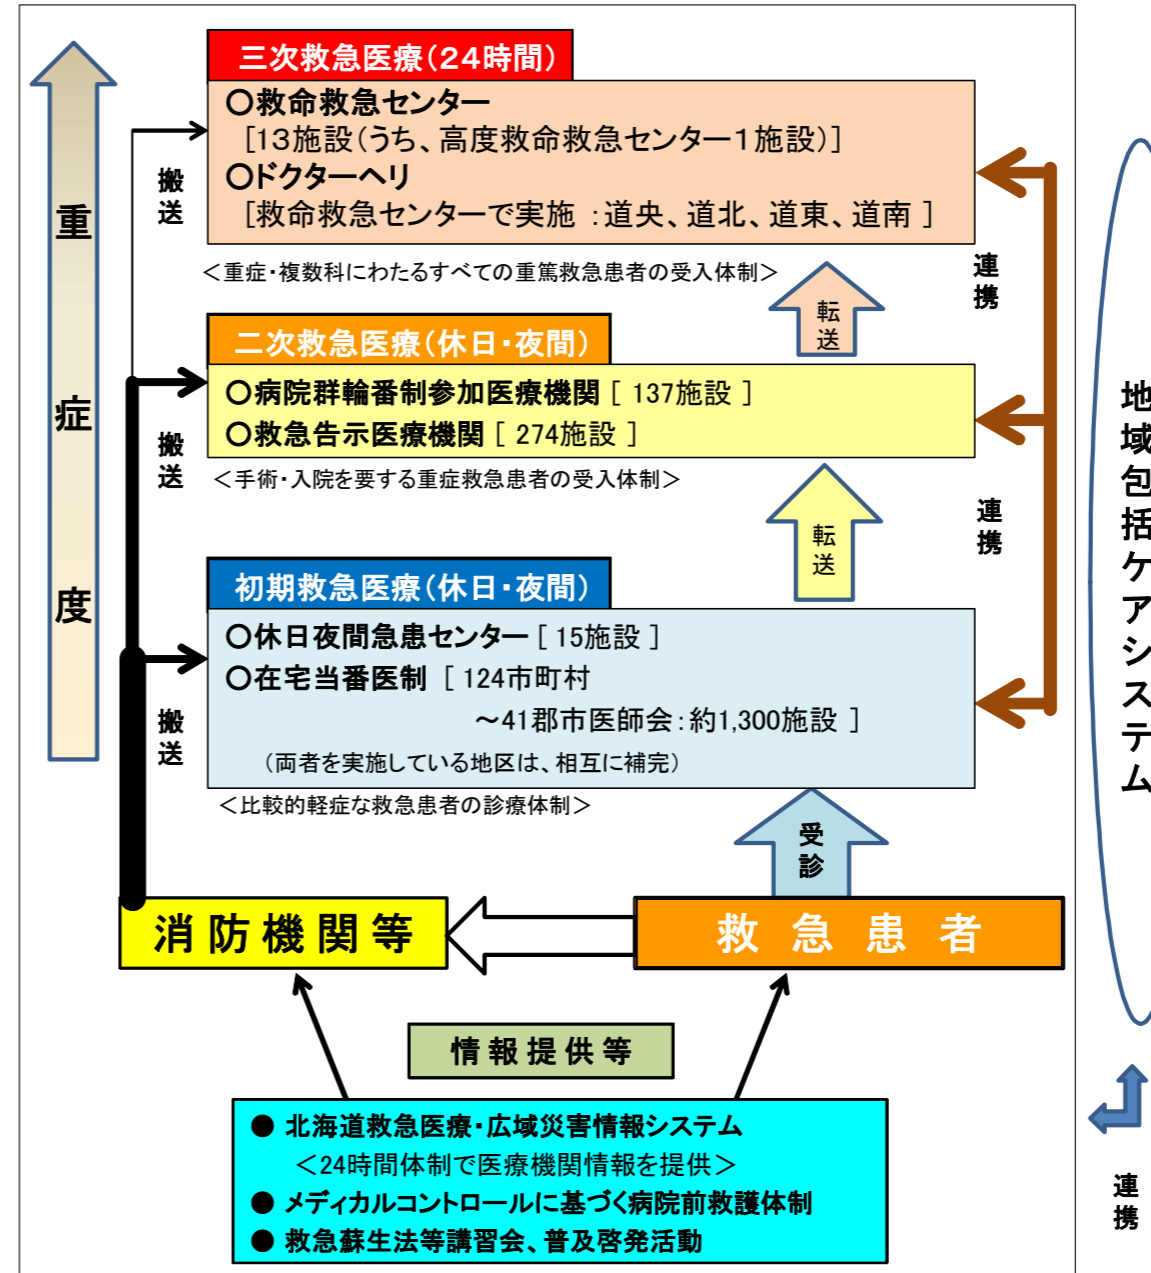 三次救急医療(24時間)
○救命救急センター
[13施設(うち、高度救命救急センター1施設)]
○ドクターヘリ
[救命救急センターで実施 :道央、道北、道東、道南 ]
<重症・複数科にわたるすべての重篤救急患者の受入体制>
搬送
連携
転送
重症度
二次救急医療(休日・夜間)
○病院群輪番制参加医療機関 [ 137施設 ]
○救急告示医療機関 [ 274施設 ]
<手術・入院を要する重症救急患者の受入体制>
搬送
連携
転送
初期救急医療(休日・夜間)
○休日夜間急患センター [ 15施設 ]
○在宅当番医制 [ 124市町村
~41郡市医師会:約1,300施設 ]
(両者を実施している地区は、相互に補完)
<比較的軽症な救急患者の診療体制>
搬送
受診
消防機関等
救急患者
情報提供等
● 北海道救急医療・広域災害情報システム
<24時間体制で医療機関情報を提供>
● メディカルコントロールに基づく病院前救護体制
● 救急蘇生法等講習会、普及啓発活動
地域包括ケアシステム
連携